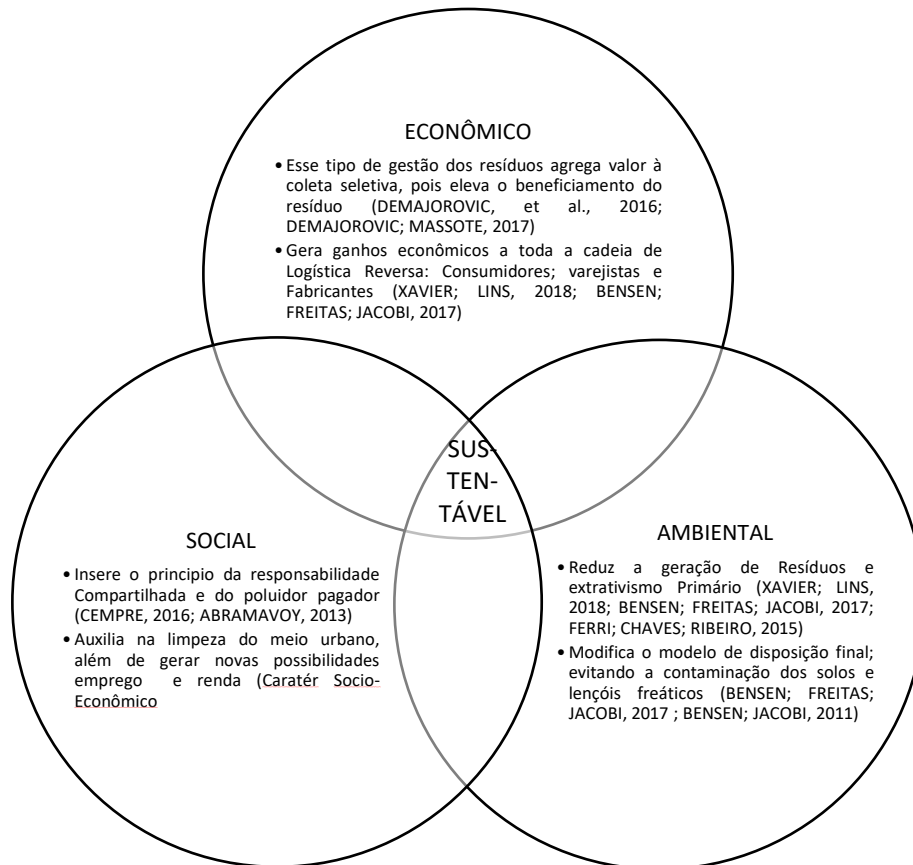 ECONÔMICO
• Esse tipo de gestão dos resíduos agrega valor à
coleta seletiva, pois eleva o beneficiamento do
resíduo (DEMAJOROVIC, et al., 2016;
DEMAJOROVIC; MASSOTE, 2017)
• Gera ganhos econômicos a toda a cadeia de
Logística Reversa: Consumidores; varejistas e
Fabricantes (XAVIER; LINS, 2018; BENSEN;
FREITAS; JACOBI, 2017)
SUS-
TEN-
TÁVEL
SOCIAL
• Insere o principio da responsabilidade
Compartilhada e do poluidor pagador
(CEMPRE, 2016; ABRAMAVOY, 2013)
• Auxilia na limpeza do meio urbano,
além de gerar novas possibilidades
emprego e renda (Caratér Socio-
Econômico
AMBIENTAL
• Reduz a geração de Resíduos e
extrativismo Primário (XAVIER; LINS,
2018; BENSEN; FREITAS; JACOBI, 2017;
FERRI; CHAVES; RIBEIRO, 2015)
• Modifica o modelo de disposição final;
evitando a contaminação dos solos e
lençóis freáticos (BENSEN; FREITAS;
JACOBI, 2017 ; BENSEN; JACOBI, 2011)